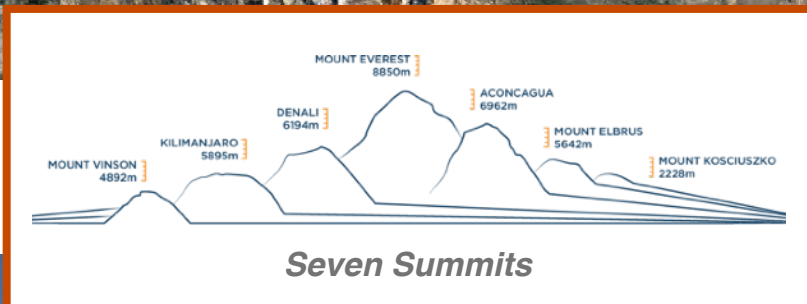 MOUNT EVEREST
8850m
ACONCAGUA
6962m
DENALI
6194m
MOUNT ELBRUS
5642m
KILIMANJARO
5895m
MOUNT VINSON
4892m
MOUNT KOSCIUSZKO
2228m
Seven Summits